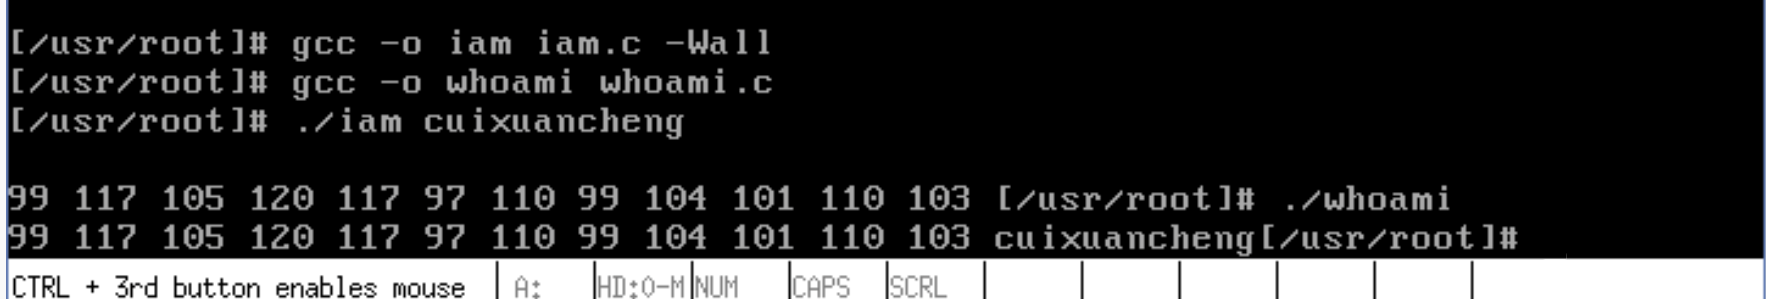 [/usr/root]# gcc -o iam iam.c -Wall
[/usr/root]# gcc -o whoami whoami.c
[/usr/root]# ./iam cuixuancheng
99 117 105 120 117 97 110 99 104 101 110 103 [/usr/root]# ./whoami
99 117 105 120 117 97 110 99 104 101 110 103 cuixuancheng[/usr/root]#
CTRL + 3rd button enables mouse A: HD:0-M NUM CAPS SCRL